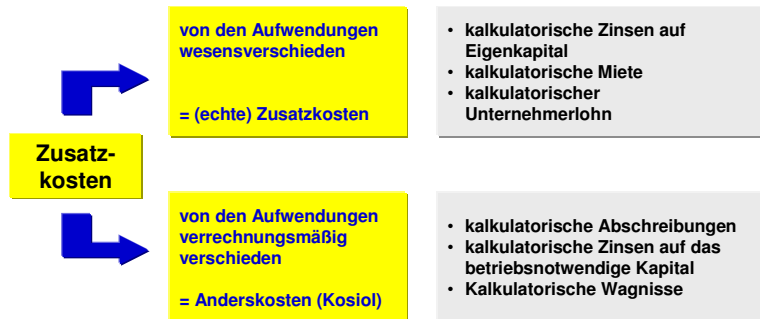 von den Aufwendungen
wesensverschieden
= (echte) Zusatzkosten
• kalkulatorische Zinsen auf
Eigenkapital
• kalkulatorische Miete
• kalkulatorischer
Unternehmerlohn
Zusatz-
kosten
von den Aufwendungen
verrechnungsmäßig
verschieden
= Anderskosten (Kosiol)
• kalkulatorische Abschreibungen
• kalkulatorische Zinsen auf das
betriebsnotwendige Kapital
• Kalkulatorische Wagnisse